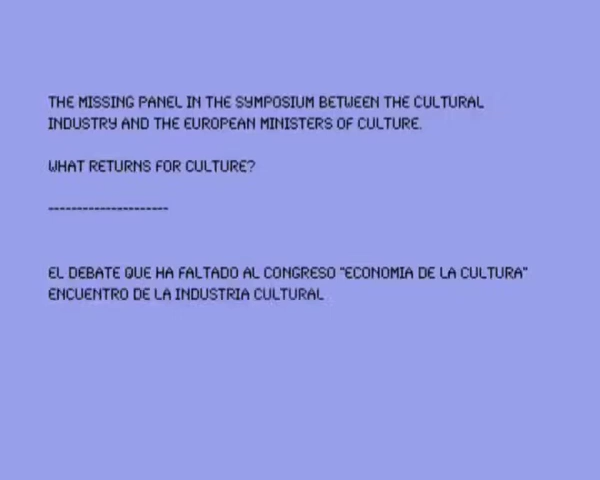 THE MISSING PANEL IN THE SYMPOSIUM BETWEEN THE CULTURAL
INDUSTRY AND THE EUROPEAN MINISTERS OF CULTURE.
WHAT RETURNS FOR CULTURE?
---------------------
EL DEBATE QUE HA FALTADO AL CONGRESO "ECONOMIA DE LA CULTURA"
ENCUENTRO DE LA INDUSTRIA CULTURAL